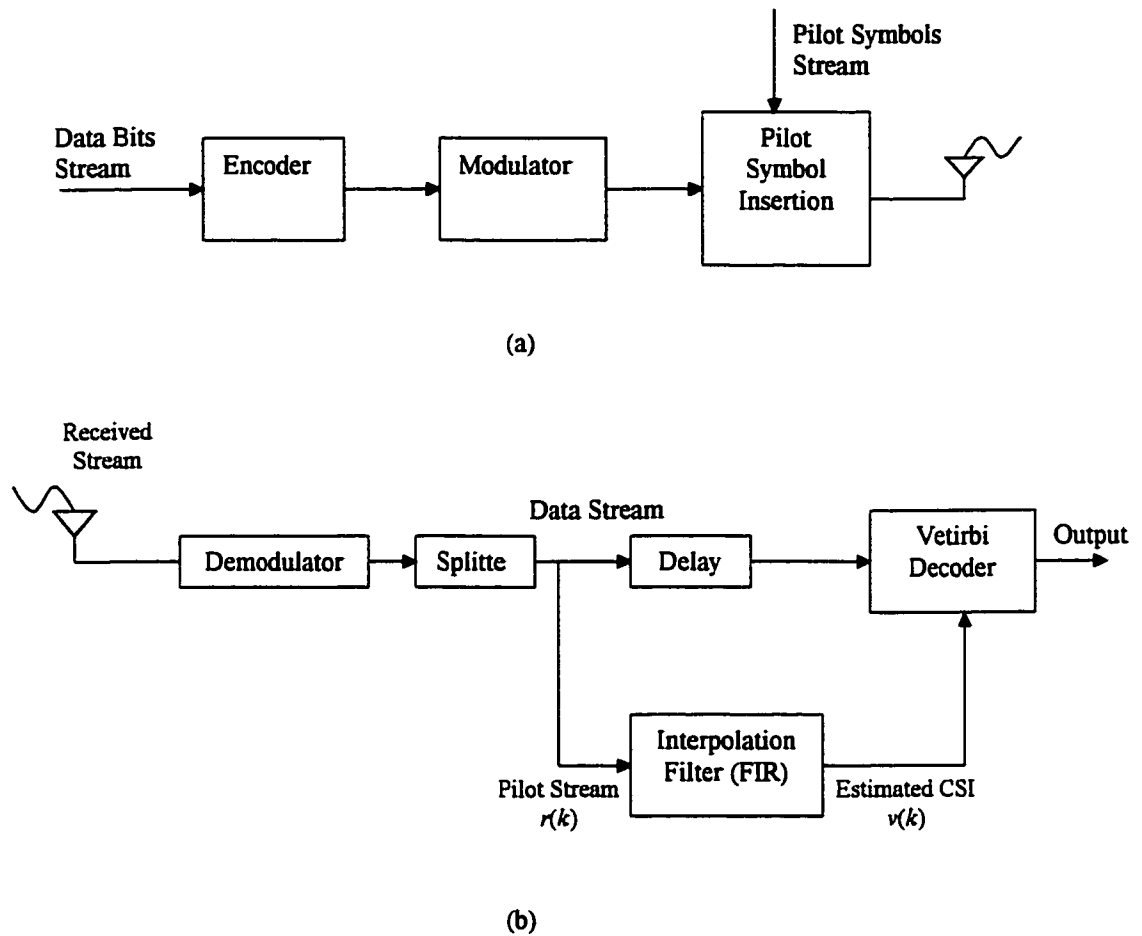 Pilot Symbols
Stream
Data Bits
Stream
Encoder
Modulator
Pilot
Symbol
Insertion
(a)
Received
Stream
Demodulator
Splitte
Data Stream
Delay
Vetirbi
Decoder
Output
Interpolation
Filter (FIR)
Pilot Stream
r(k)
Estimated CSI
v(k)
(b)